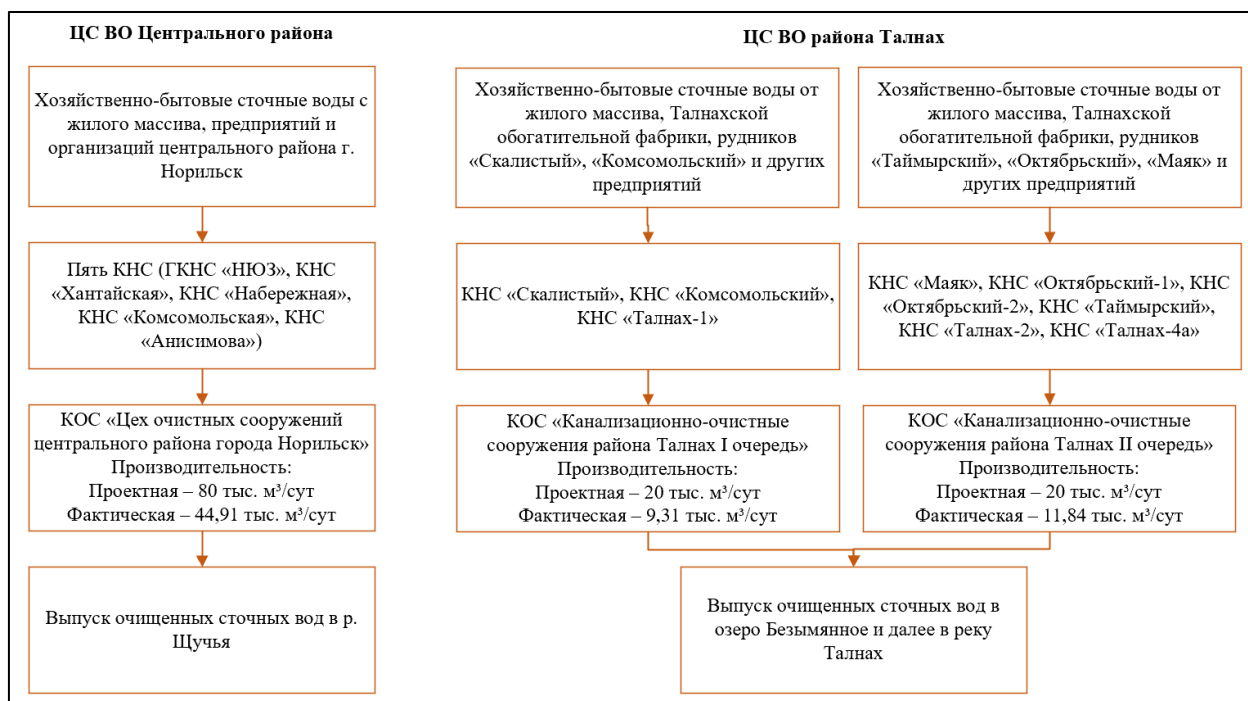 ЦС ВО Центрального района
Хозяйственно-бытовые сточные воды с
жилого массива, предприятий и
организаций центрального района г.
Норильск
Пять КНС (ГКНС «НЮЗ», КНС
«Хантайская», КНС «Набережная»,
КНС «Комсомольская», КНС
«Анисимова»)
КОС «Цех очистных сооружений
центрального района города Норильск»
Производительность:
Проектная – 80 тыс. м³/сут
Фактическая – 44,91 тыс. м³/сут
Выпуск очищенных сточных вод в р.
Щучья
ЦС ВО района Талнах
Хозяйственно-бытовые сточные воды от
жилого массива, Талнахской
обогатительной фабрики, рудников
«Скалистый», «Комсомольский» и других
предприятий
КНС «Скалистый», КНС «Комсомольский»,
КНС «Талнах-1»
КОС «Канализационно-очистные
сооружения района Талнах I очередь»
Производительность:
Проектная – 20 тыс. м³/сут
Фактическая – 9,31 тыс. м³/сут
Хозяйственно-бытовые сточные воды от
жилого массива, Талнахской
обогатительной фабрики, рудников
«Таймырский», «Октябрьский», «Маяк» и
других предприятий
КНС «Маяк», КНС «Октябрьский-1», КНС
«Октябрьский-2», КНС «Таймырский»,
КНС «Талнах-2», КНС «Талнах-4а»
КОС «Канализационно-очистные
сооружения района Талнах II очередь»
Производительность:
Проектная – 20 тыс. м³/сут
Фактическая – 11,84 тыс. м³/сут
Выпуск очищенных сточных вод в
озеро Безымянное и далее в реку
Талнах